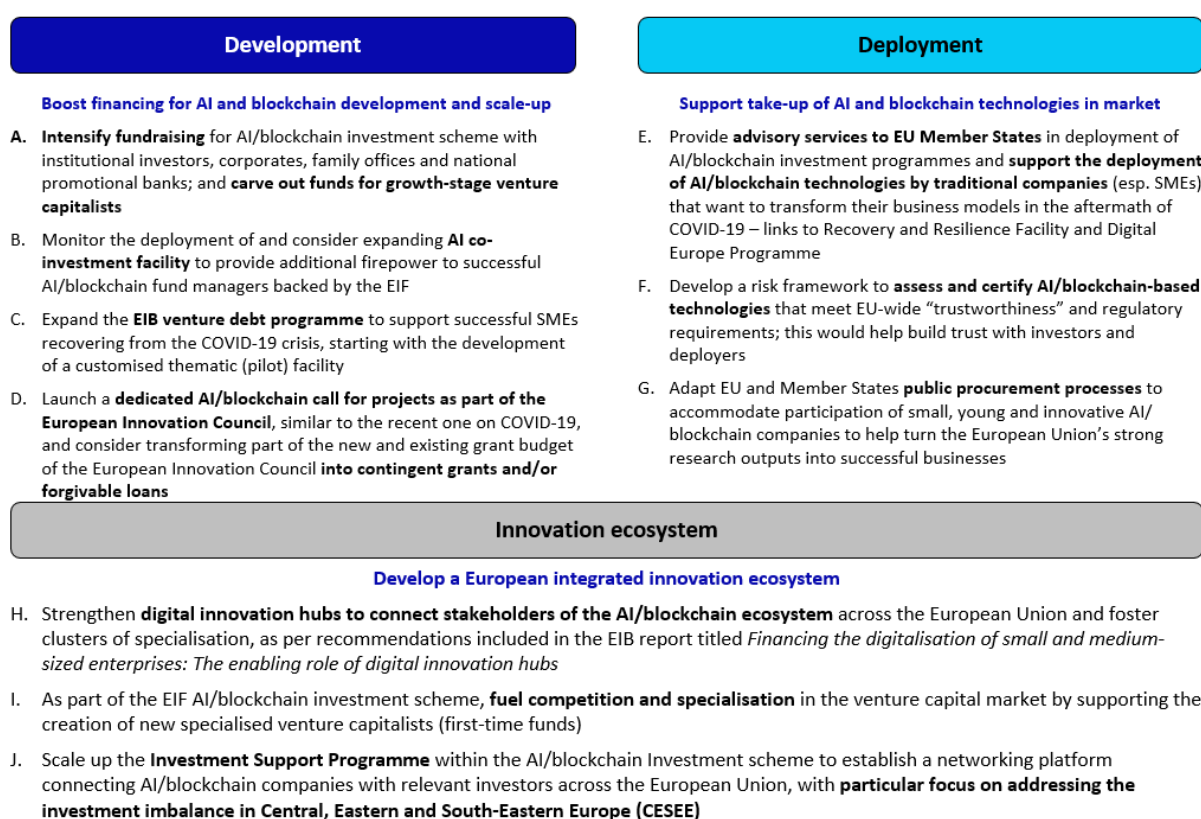 Development
Boost financing for AI and blockchain development and scale-up
A. Intensify fundraising for AI/blockchain investment scheme with
institutional investors, corporates, family offices and national
promotional banks; and carve out funds for growth-stage venture
capitalists
B. Monitor the deployment of and consider expanding AI co-
investment facility to provide additional firepower to successful
AI/blockchain fund managers backed by the EIF
C. Expand the EIB venture debt programme to support successful SMEs
recovering from the COVID-19 crisis, starting with the development
of a customised thematic (pilot) facility
D. Launch a dedicated AI/blockchain call for projects as part of the
European Innovation Council, similar to the recent one on COVID-19,
and consider transforming part of the new and existing grant budget
of the European Innovation Council into contingent grants and/or
forgivable loans
Deployment
Support take-up of AI and blockchain technologies in market
E. Provide advisory services to EU Member States in deployment of
AI/blockchain investment programmes and support the deployment
of AI/blockchain technologies by traditional companies (esp. SMEs)
that want to transform their business models in the aftermath of
COVID-19 – links to Recovery and Resilience Facility and Digital
Europe Programme
F. Develop a risk framework to assess and certify AI/blockchain-based
technologies that meet EU-wide “trustworthiness” and regulatory
requirements; this would help build trust with investors and
deployers
G. Adapt EU and Member States public procurement processes to
accommodate participation of small, young and innovative AI/
blockchain companies to help turn the European Union’s strong
research outputs into successful businesses
Innovation ecosystem
Develop a European integrated innovation ecosystem
H. Strengthen digital innovation hubs to connect stakeholders of the AI/blockchain ecosystem across the European Union and foster
clusters of specialisation, as per recommendations included in the EIB report titled Financing the digitalisation of small and medium-
sized enterprises: The enabling role of digital innovation hubs
I. As part of the EIF AI/blockchain investment scheme, fuel competition and specialisation in the venture capital market by supporting the
creation of new specialised venture capitalists (first-time funds)
J. Scale up the Investment Support Programme within the AI/blockchain Investment scheme to establish a networking platform
connecting AI/blockchain companies with relevant investors across the European Union, with particular focus on addressing the
investment imbalance in Central, Eastern and South-Eastern Europe (CESEE)